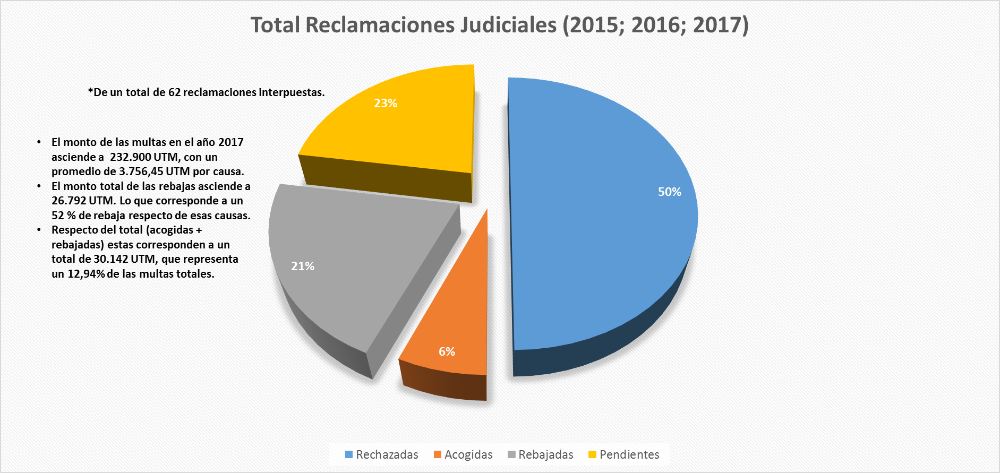 Total Reclamaciones Judiciales (2015; 2016; 2017)
*De un total de 62 reclamaciones interpuestas.
• El monto de las multas en el año 2017
asciende a  232.900 UTM, con un
promedio de 3.756,45 UTM por causa.
• El monto total de las rebajas asciende a
26.792 UTM. Lo que corresponde a un
52 % de rebaja respecto de esas causas.
• Respecto del total (acogidas +
rebajadas) estas corresponden a un
total de 30.142 UTM, que representa
un 12,94% de las multas totales.
23%
50%
21%
6%
Rechazadas
Acogidas
Rebajadas
Pendientes